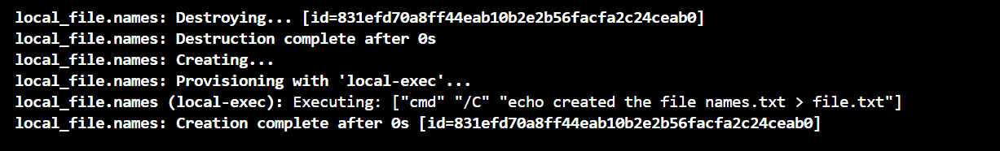 local_file.names: Destroying... [id=831efd70a8ff44eab10b2e2b56facfa2c24ceab0]
local_file.names: Destruction complete after 0s
local_file.names: Creating...
local_file.names: Provisioning with 'local-exec'...
local_file.names (local-exec): Executing: ["cmd" "/C" "echo created the file names.txt > file.txt"]
local_file.names: Creation complete after 0s [id=831efd70a8ff44eab10b2e2b56facfa2c24ceab0]